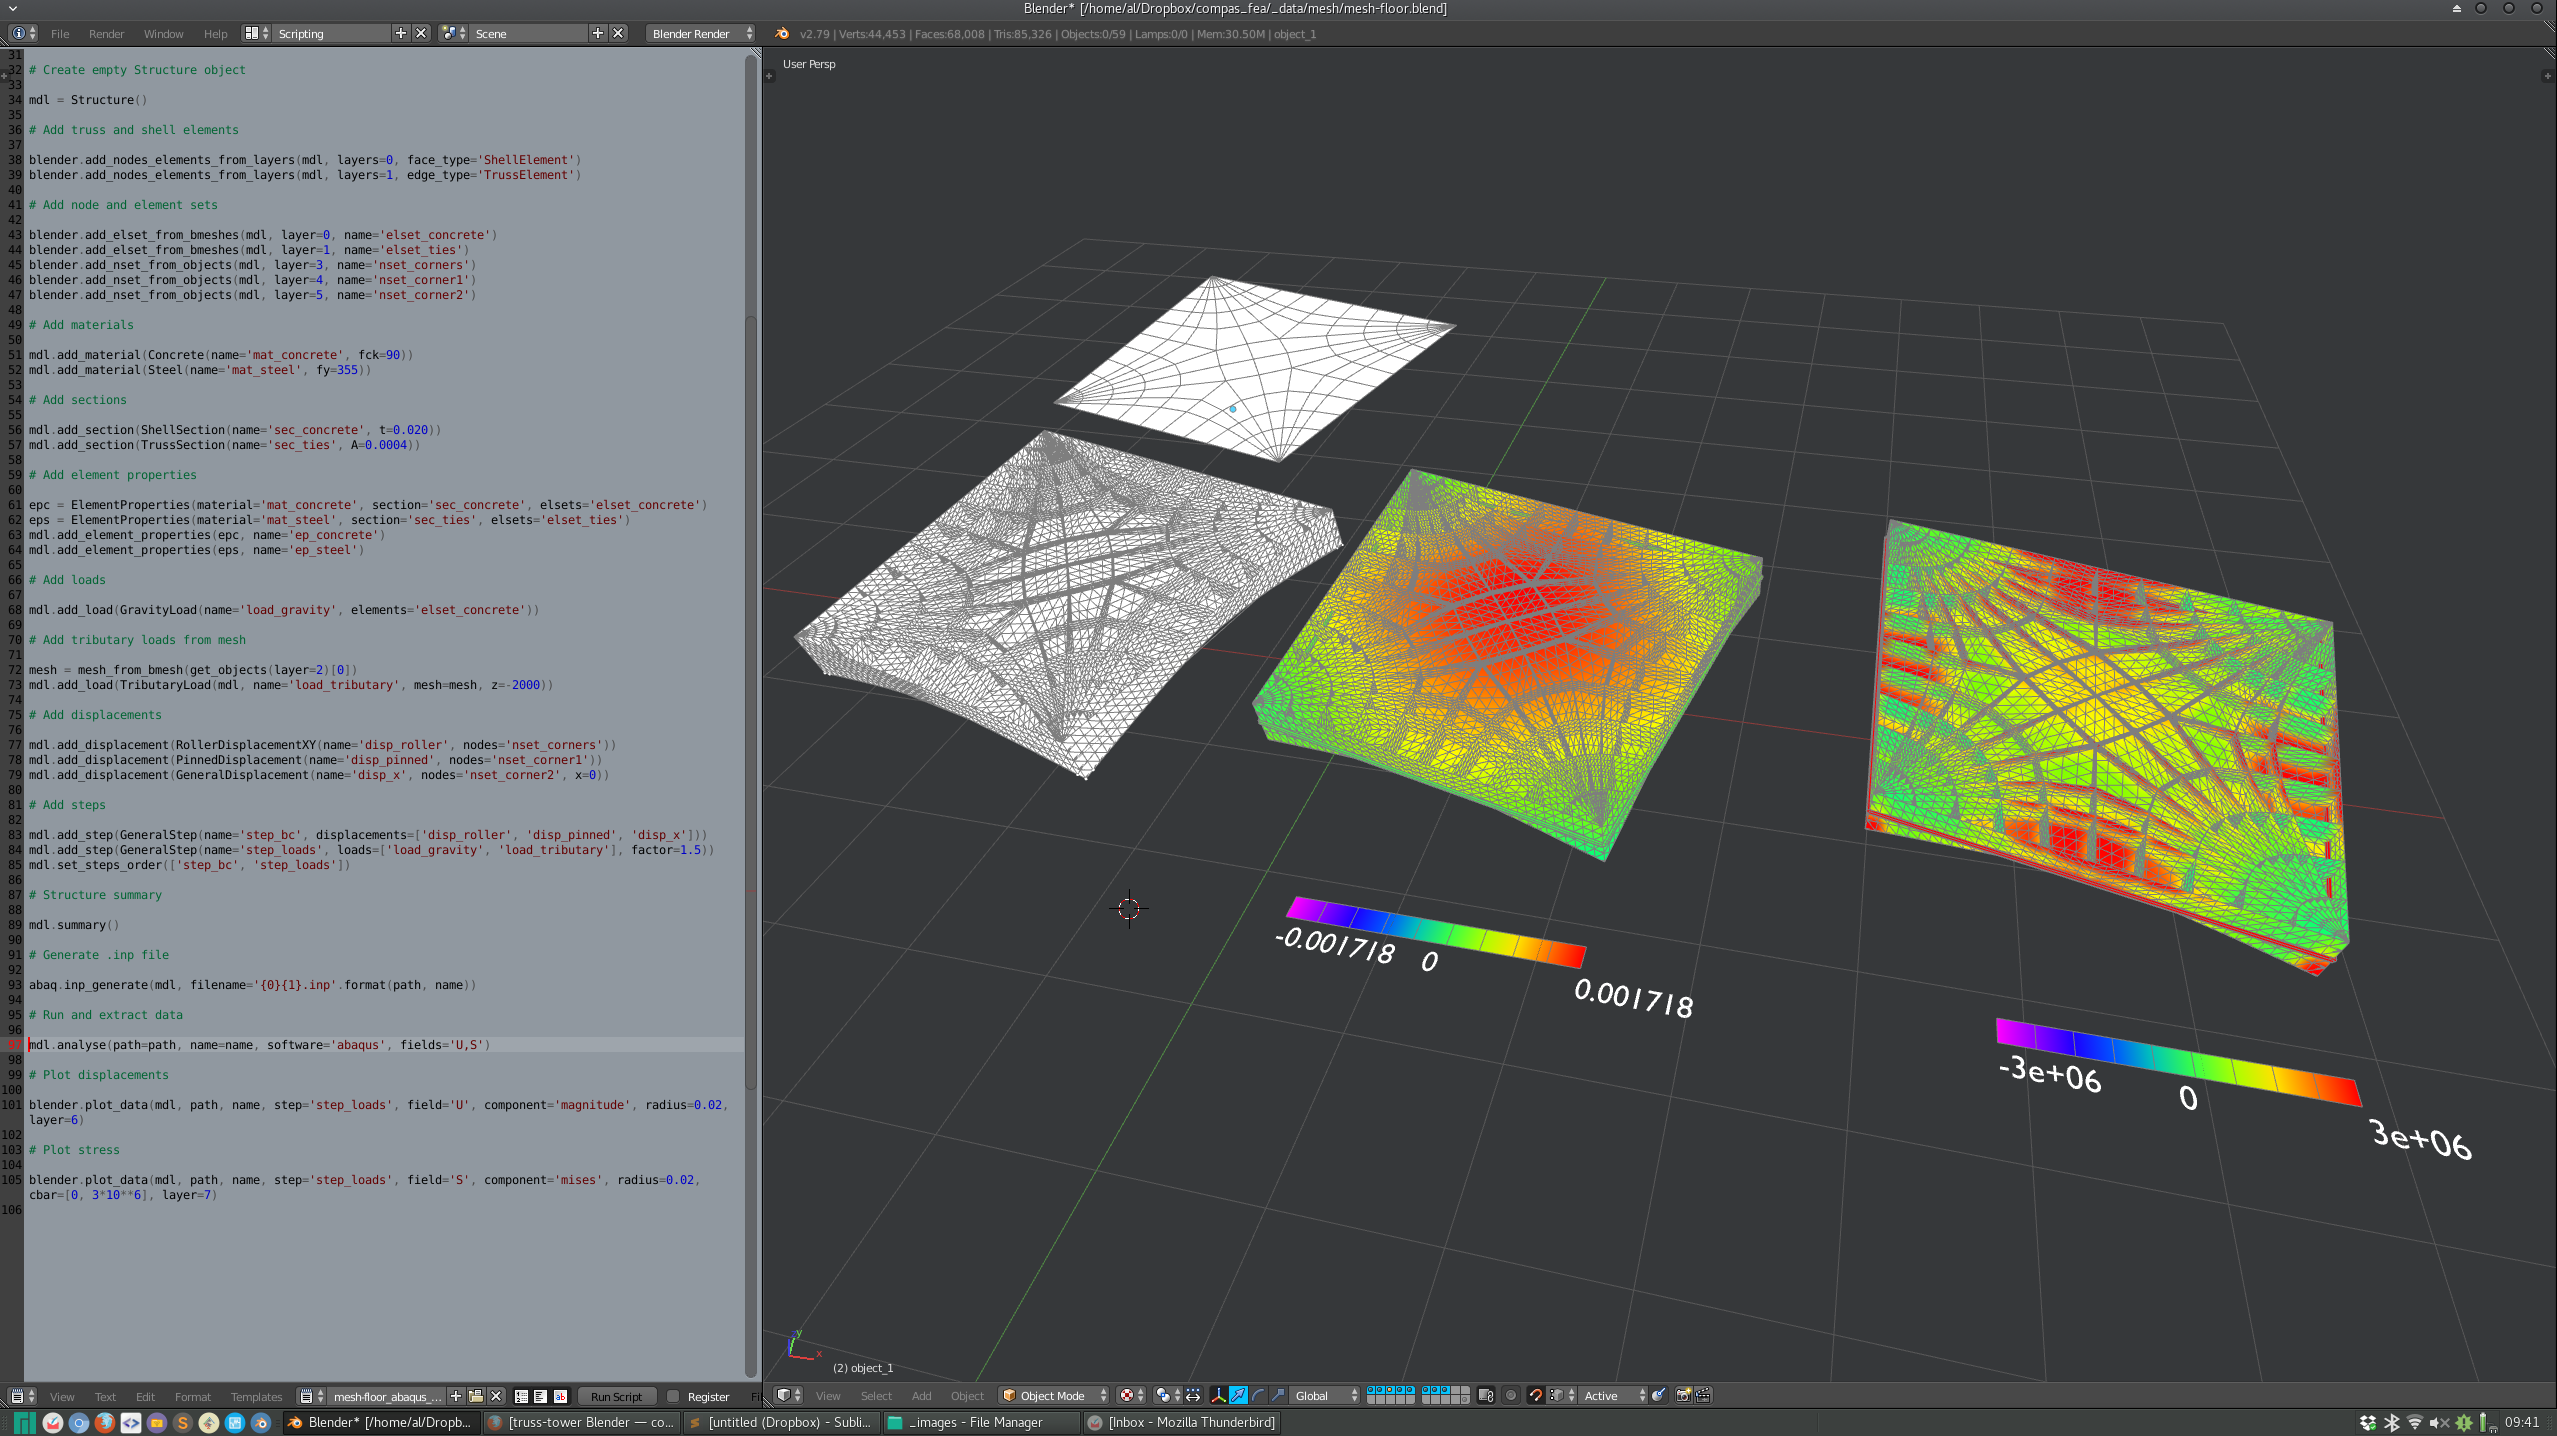 Blender* [/home/al/Dropbox/compas_fea/_data/mesh/mesh-floor.blend]
File Render Window Help Scripting Scene Blender Render v2.79 | Verts:44,453 | Faces:68,008 | Tris:85,326 | Objects:0/59 | Lamps:0/0 | Mem:30.50M | object_1
User Persp
31
32 # Create empty Structure object
33
34 mdl = Structure()
35
36 # Add truss and shell elements
37
38 blender.add_nodes_elements_from_layers(mdl, layers=0, face_type='ShellElement')
39 blender.add_nodes_elements_from_layers(mdl, layers=1, edge_type='TrussElement')
40
41 # Add node and element sets
42
43 blender.add_elset_from_bmeshes(mdl, layer=0, name='elset_concrete')
44 blender.add_elset_from_bmeshes(mdl, layer=1, name='elset_ties')
45 blender.add_nset_from_objects(mdl, layer=3, name='nset_corners')
46 blender.add_nset_from_objects(mdl, layer=4, name='nset_corner1')
47 blender.add_nset_from_objects(mdl, layer=5, name='nset_corner2')
48
49 # Add materials
50
51 mdl.add_material(Concrete(name='mat_concrete', fck=90))
52 mdl.add_material(Steel(name='mat_steel', fy=355))
53
54 # Add sections
55
56 mdl.add_section(ShellSection(name='sec_concrete', t=0.020))
57 mdl.add_section(TrussSection(name='sec_ties', A=0.0004))
58
59 # Add element properties
60
61 epc = ElementProperties(material='mat_concrete', section='sec_concrete', elsets='elset_concrete')
62 eps = ElementProperties(material='mat_steel', section='sec_ties', elsets='elset_ties')
63 mdl.add_element_properties(epc, name='ep_concrete')
64 mdl.add_element_properties(eps, name='ep_steel')
65
66 # Add loads
67
68 mdl.add_load(GravityLoad(name='load_gravity', elements='elset_concrete'))
69
70 # Add tributary loads from mesh
71
72 mesh = mesh_from_bmesh(get_objects(layer=2)[0])
73 mdl.add_load(TributaryLoad(mdl, name='load_tributary', mesh=mesh, z=-2000))
74
75 # Add displacements
76
77 mdl.add_displacement(RollerDisplacementXY(name='disp_roller', nodes='nset_corners'))
78 mdl.add_displacement(PinnedDisplacement(name='disp_pinned', nodes='nset_corner1'))
79 mdl.add_displacement(GeneralDisplacement(name='disp_x', nodes='nset_corner2', x=0))
80
81 # Add steps
82
83 mdl.add_step(GeneralStep(name='step_bc', displacements=['disp_roller', 'disp_pinned', 'disp_x']))
84 mdl.add_step(GeneralStep(name='step_loads', loads=['load_gravity', 'load_tributary'], factor=1.5))
85 mdl.set_steps_order(['step_bc', 'step_loads'])
86
87 # Structure summary
88
89 mdl.summary()
90
91 # Generate .inp file
92
93 abaq.inp_generate(mdl, filename='{0}{1}.inp'.format(path, name))
94
95 # Run and extract data
96
97 mdl.analyse(path=path, name=name, software='abaqus', fields='U,S')
98
99 # Plot displacements
100
101 blender.plot_data(mdl, path, name, step='step_loads', field='U', component='magnitude', radius=0.02,
layer=6)
102
103 # Plot stress
104
105 blender.plot_data(mdl, path, name, step='step_loads', field='S', component='mises', radius=0.02,
cbar=[0, 3*10**6], layer=7)
106
-0.001718 0 0.001718
-3e+06 0 3e+06
y
x
(2) object_1
View Text Edit Format Templates mesh-floor_abaqus_... Run Script Register Fi
View Select Add Object Object Mode Global Active
Blender* [/home/al/Dropb... [truss-tower Blender — co... [untitled (Dropbox) - Subli... _images - File Manager [Inbox - Mozilla Thunderbird] 09:41